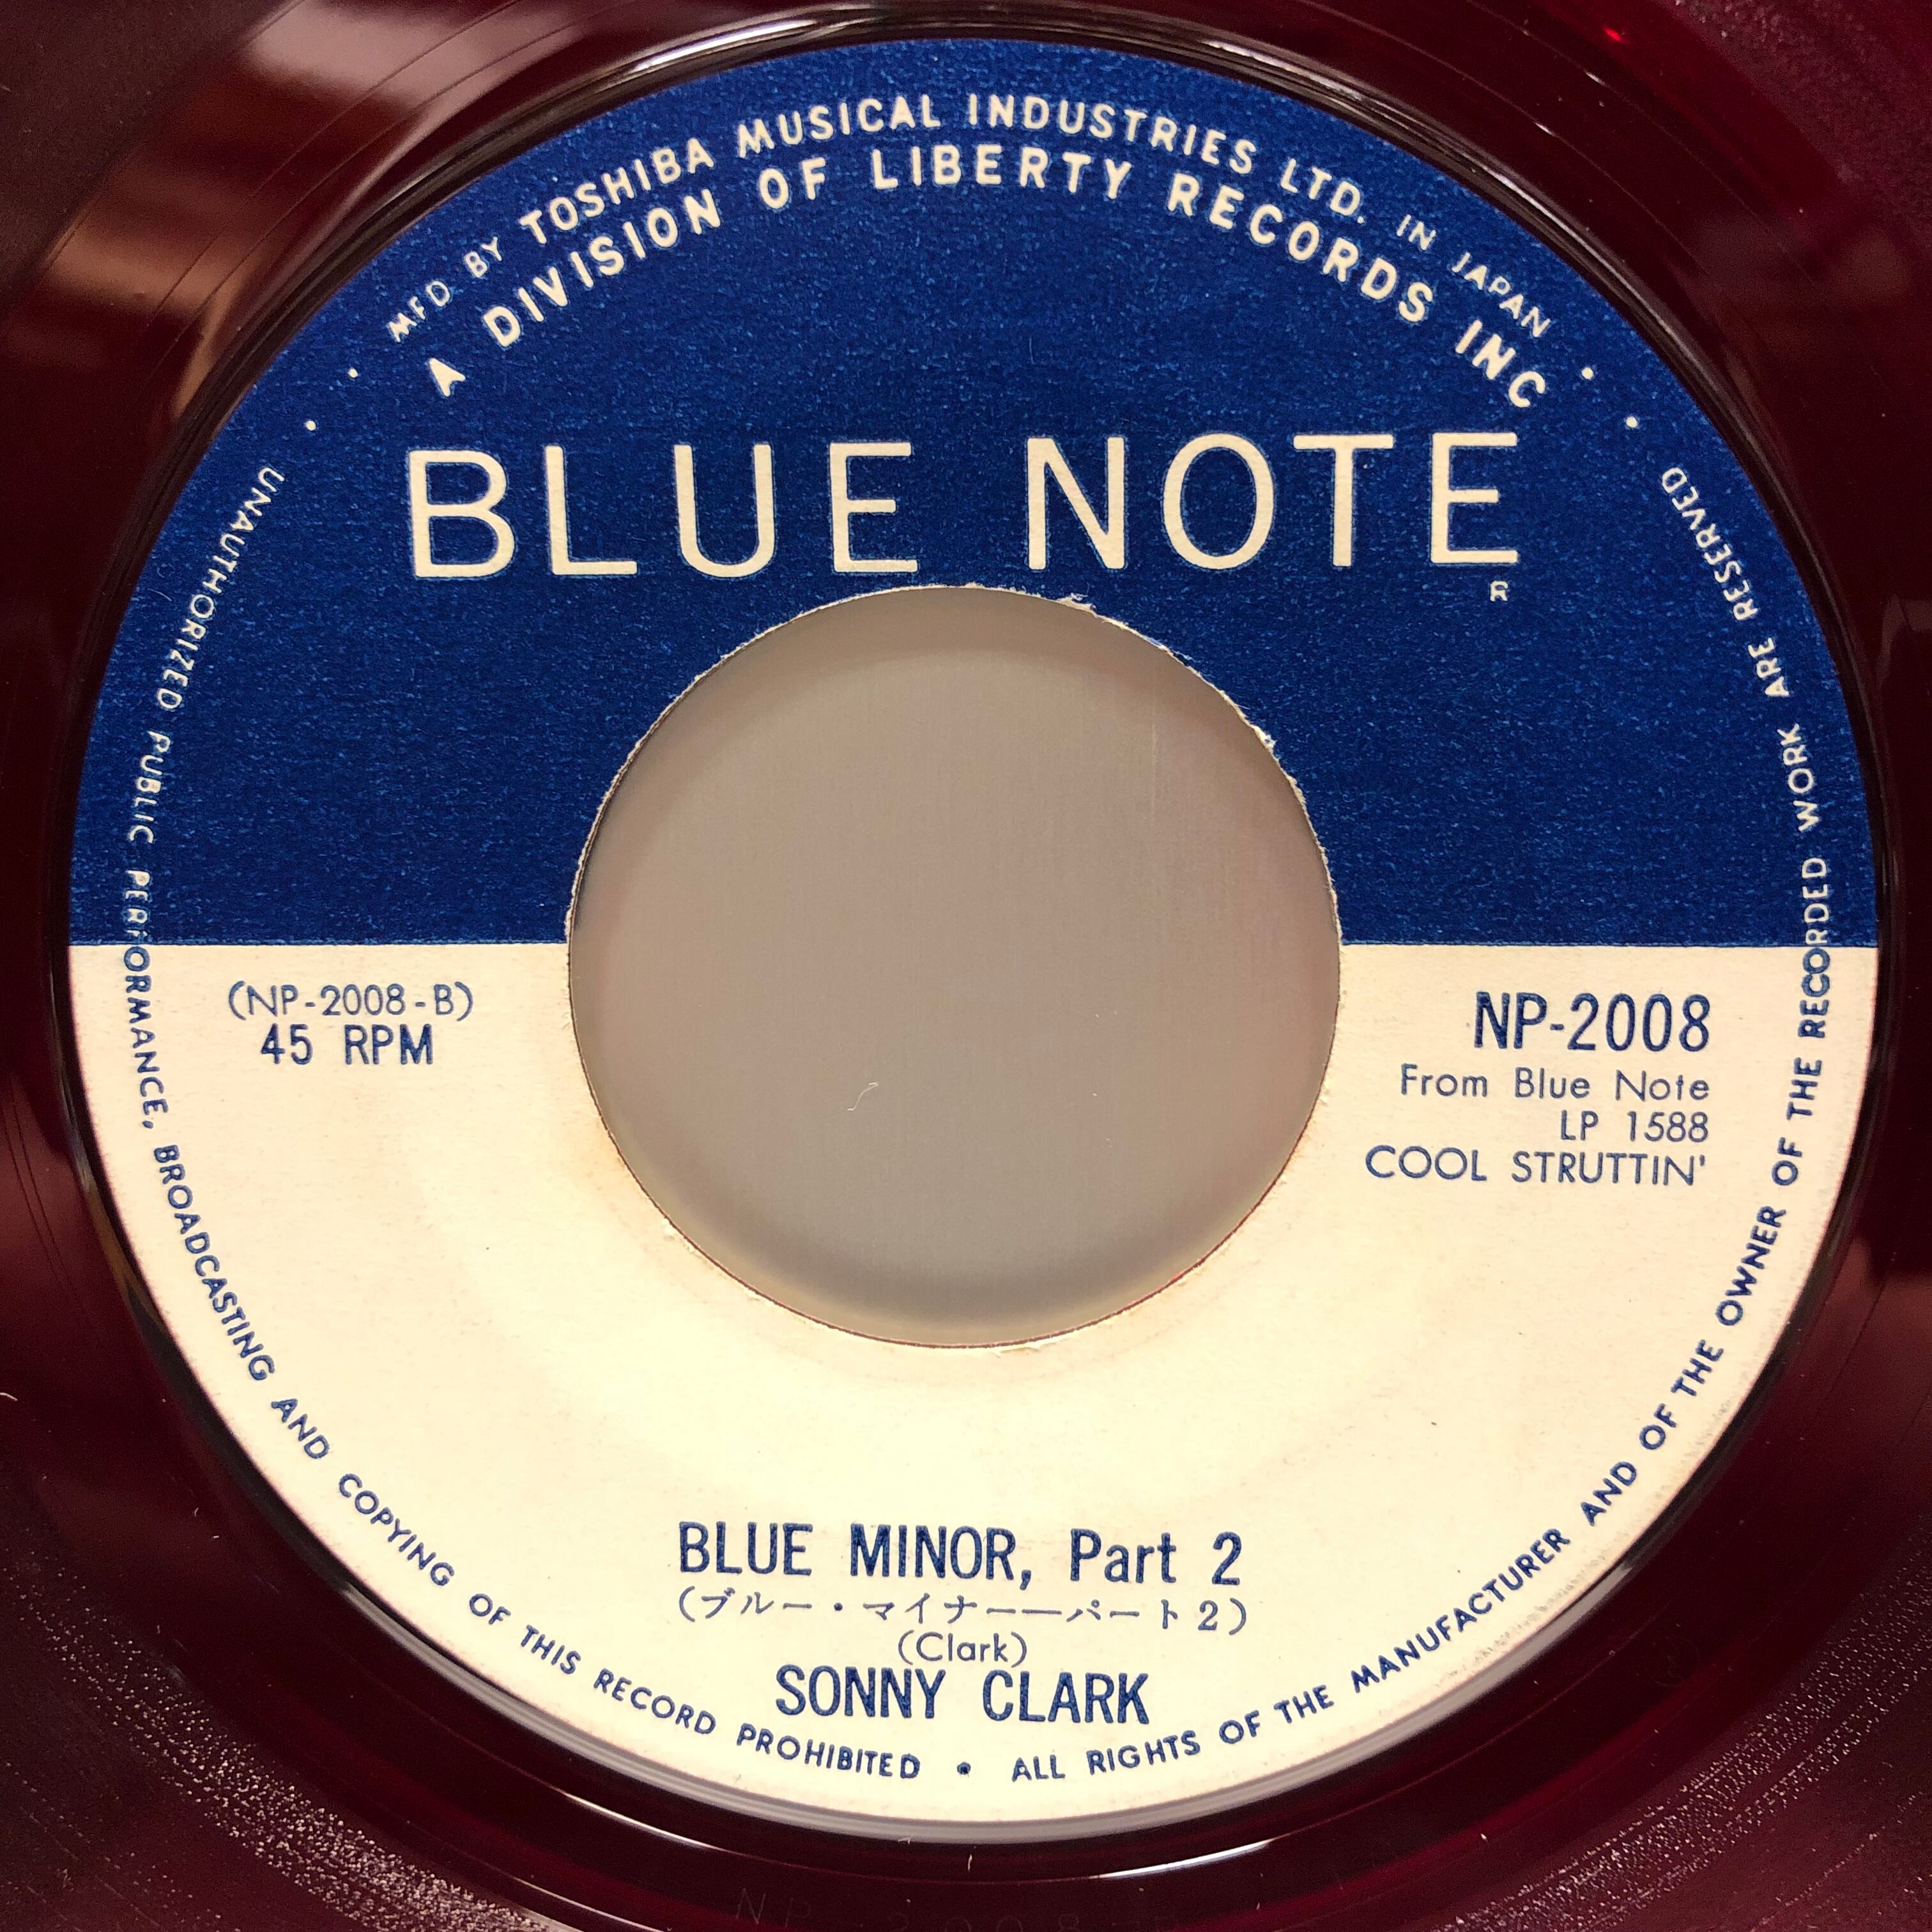 MFD BY TOSHIBA MUSICAL INDUSTRIES LTD. IN JAPAN
A DIVISION OF LIBERTY RECORDS INC
BLUE NOTE
R
(NP-2008-B)
45 RPM
NP-2008
From Blue Note
LP 1588
COOL STRUTTIN'
BLUE MINOR, Part 2
(ブルー・マイナー―パート2)
(Clark)
SONNY CLARK
UNAUTHORIZED PUBLIC PERFORMANCE, BROADCASTING AND COPYING OF THIS RECORD PROHIBITED • ALL RIGHTS OF THE MANUFACTURER AND OF THE OWNER OF THE RECORDED WORK ARE RESERVED